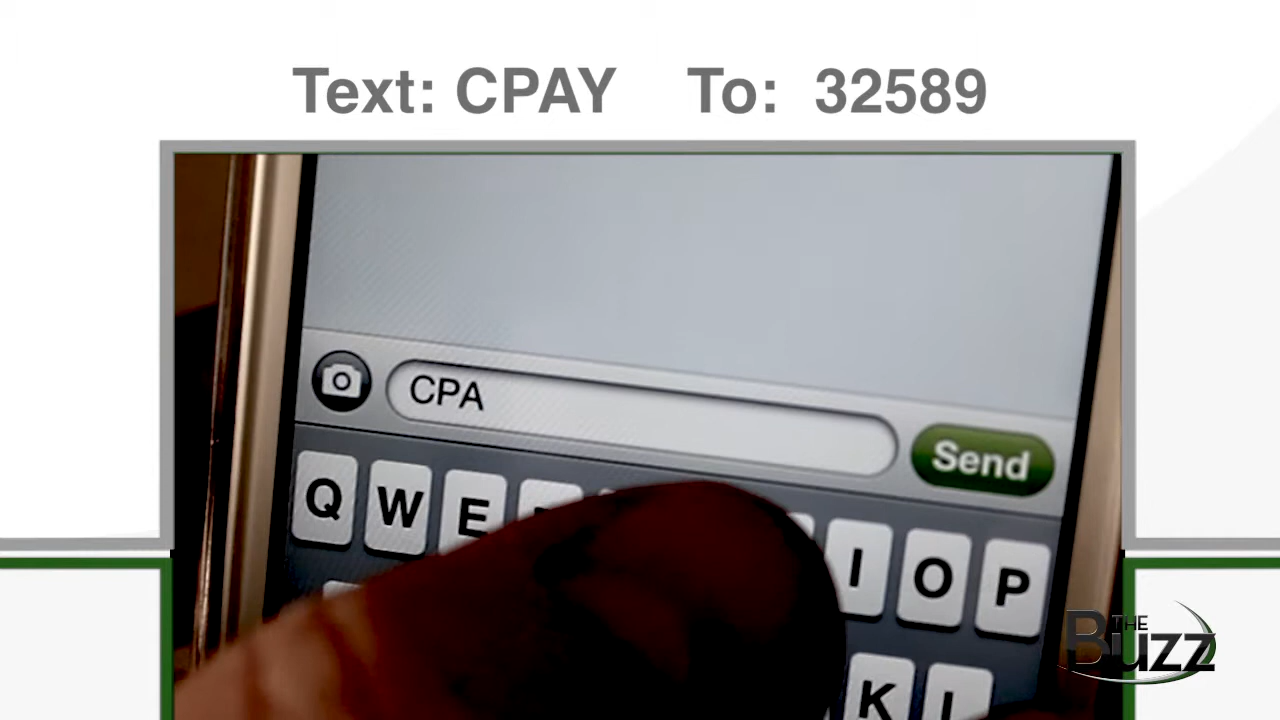 Text: CPAY To: 32589
CPA
Send
Q W E I O P
K L
THE
Buzz